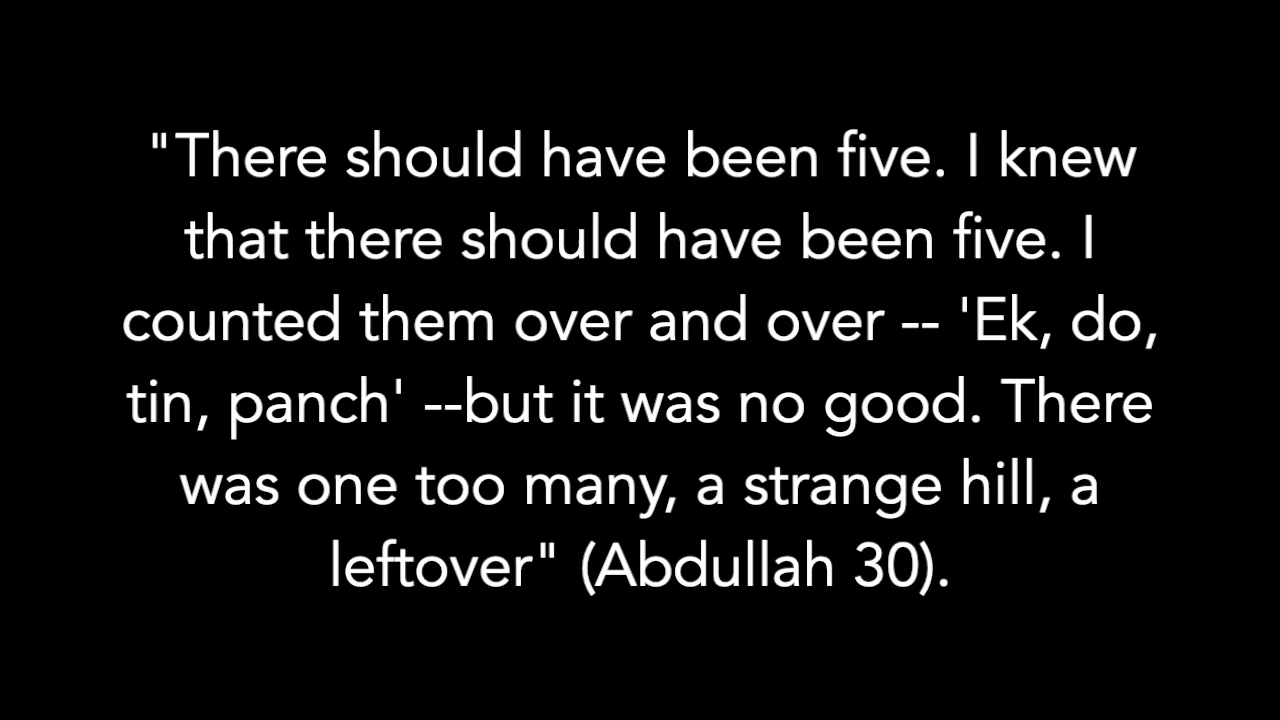 "There should have been five. I knew
that there should have been five. I
counted them over and over -- 'Ek, do,
tin, panch' --but it was no good. There
was one too many, a strange hill, a
leftover" (Abdullah 30).